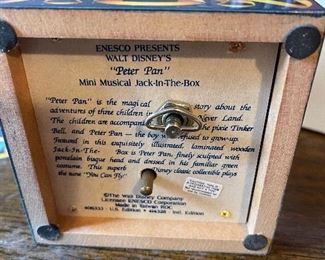 ENESCO PRESENTS
WALT DISNEY'S
"Peter Pan"
Mini Musical Jack-In-The-Box
"Peter Pan" is the magical story about the
adventures of three children in Never Land.
The children are accompanied the pixie Tinker
Bell, and Peter Pan — the boy who refused to grow-up
Featured in this exquisitely illustrated, laminated wooden
Jack-In-The- Box is Peter Pan, finely sculpted with
porcelain bisque head and dressed in his familiar green
costume. This superb Disney classic collectible plays
the tune "You Can Fly"
©The Walt Disney Company
Licensee ENESCO Corporation
Made in Taiwan ROC
U.S. Edition Intl. Edition